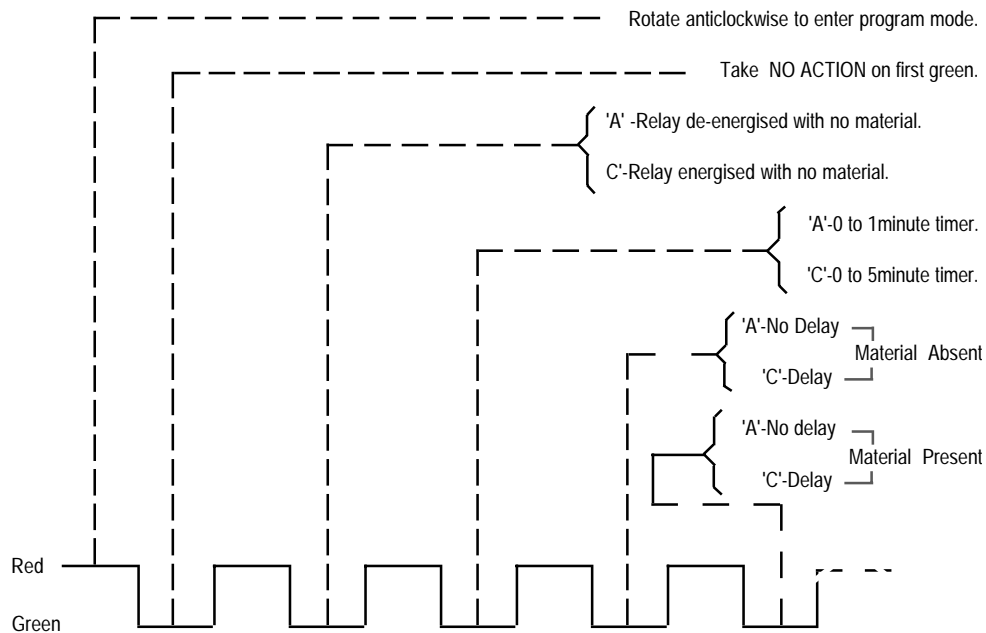 Rotate anticlockwise to enter program mode.
Take NO ACTION on first green.
'A' -Relay de-energised with no material.
C'-Relay energised with no material.
'A'-0 to 1minute timer.
'C'-0 to 5minute timer.
'A'-No Delay
Material Absent
'C'-Delay
'A'-No delay
Material Present
'C'-Delay
Red
Green